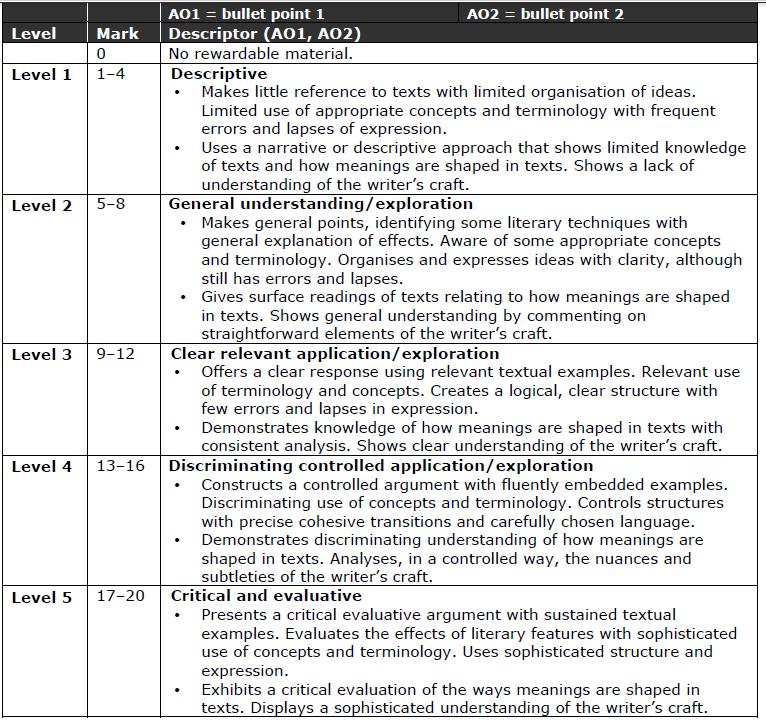 AO1 = bullet point 1 AO2 = bullet point 2
Level Mark Descriptor (AO1, AO2)
0 No rewardable material.
Level 1 1–4 Descriptive
• Makes little reference to texts with limited organisation of ideas.
Limited use of appropriate concepts and terminology with frequent
errors and lapses of expression.
• Uses a narrative or descriptive approach that shows limited knowledge
of texts and how meanings are shaped in texts. Shows a lack of
understanding of the writer’s craft.
Level 2 5–8 General understanding/exploration
• Makes general points, identifying some literary techniques with
general explanation of effects. Aware of some appropriate concepts
and terminology. Organises and expresses ideas with clarity, although
still has errors and lapses.
• Gives surface readings of texts relating to how meanings are shaped
in texts. Shows general understanding by commenting on
straightforward elements of the writer’s craft.
Level 3 9–12 Clear relevant application/exploration
• Offers a clear response using relevant textual examples. Relevant use
of terminology and concepts. Creates a logical, clear structure with
few errors and lapses in expression.
• Demonstrates knowledge of how meanings are shaped in texts with
consistent analysis. Shows clear understanding of the writer’s craft.
Level 4 13–16 Discriminating controlled application/exploration
• Constructs a controlled argument with fluently embedded examples.
Discriminating use of concepts and terminology. Controls structures
with precise cohesive transitions and carefully chosen language.
• Demonstrates discriminating understanding of how meanings are
shaped in texts. Analyses, in a controlled way, the nuances and
subtleties of the writer’s craft.
Level 5 17–20 Critical and evaluative
• Presents a critical evaluative argument with sustained textual
examples. Evaluates the effects of literary features with sophisticated
use of concepts and terminology. Uses sophisticated structure and
expression.
• Exhibits a critical evaluation of the ways meanings are shaped in
texts. Displays a sophisticated understanding of the writer’s craft.